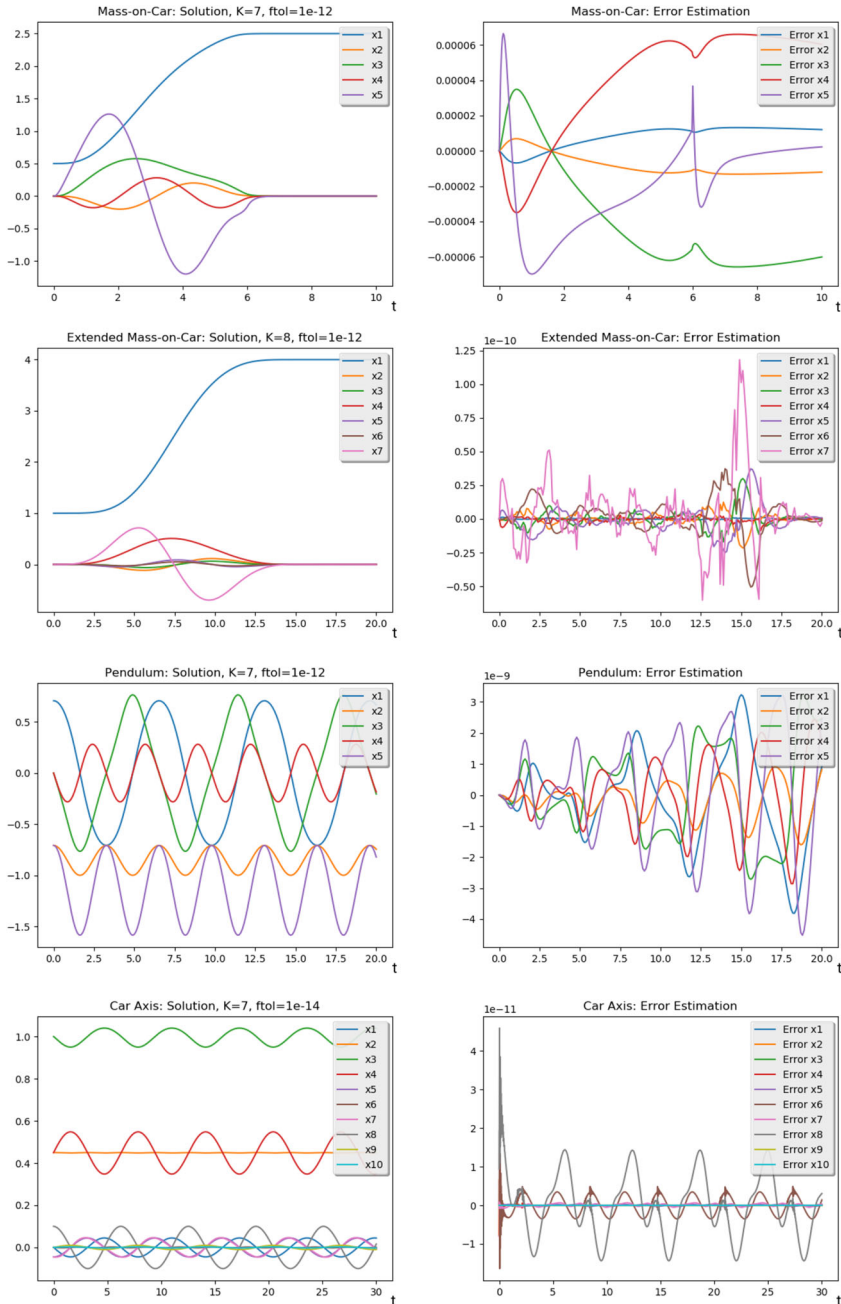 Mass-on-Car: Solution, K=7, ftol=1e-12
2.5
2.0
1.5
1.0
0.5
0.0
−0.5
−1.0
0
2
4
6
8
10
t
x1
x2
x3
x4
x5
Mass-on-Car: Error Estimation
0.00006
0.00004
0.00002
0.00000
−0.00002
−0.00004
−0.00006
0
2
4
6
8
10
t
Error x1
Error x2
Error x3
Error x4
Error x5
Extended Mass-on-Car: Solution, K=8, ftol=1e-12
4
3
2
1
0
0.0
2.5
5.0
7.5
10.0
12.5
15.0
17.5
20.0
t
x1
x2
x3
x4
x5
x6
x7
Extended Mass-on-Car: Error Estimation
1e−10
1.25
1.00
0.75
0.50
0.25
0.00
−0.25
−0.50
0.0
2.5
5.0
7.5
10.0
12.5
15.0
17.5
20.0
t
Error x1
Error x2
Error x3
Error x4
Error x5
Error x6
Error x7
Pendulum: Solution, K=7, ftol=1e-12
0.5
0.0
−0.5
−1.0
−1.5
0.0
2.5
5.0
7.5
10.0
12.5
15.0
17.5
20.0
t
x1
x2
x3
x4
x5
Pendulum: Error Estimation
1e−9
3
2
1
0
−1
−2
−3
−4
0.0
2.5
5.0
7.5
10.0
12.5
15.0
17.5
20.0
t
Error x1
Error x2
Error x3
Error x4
Error x5
Car Axis: Solution, K=7, ftol=1e-14
1.0
0.8
0.6
0.4
0.2
0.0
0
5
10
15
20
25
30
t
x1
x2
x3
x4
x5
x6
x7
x8
x9
x10
Car Axis: Error Estimation
1e−11
4
3
2
1
0
−1
0
5
10
15
20
25
30
t
Error x1
Error x2
Error x3
Error x4
Error x5
Error x6
Error x7
Error x8
Error x9
Error x10